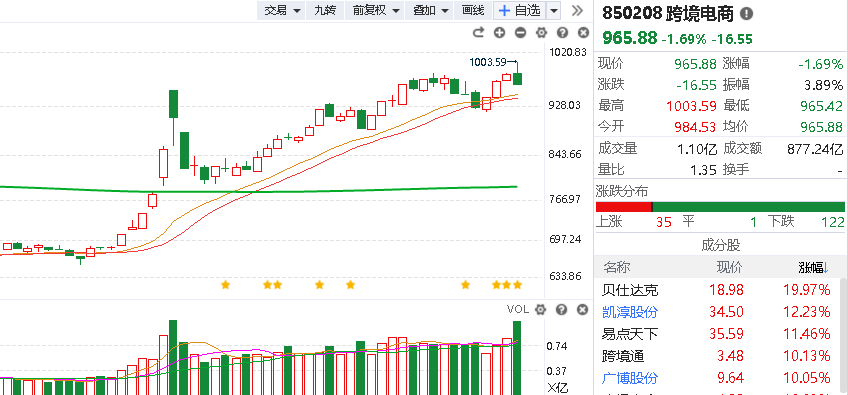 交易 九转 前复权 叠加 画线 +自选
1003.59
1020.83
928.03
843.66
766.97
697.24
633.86
VOL
0.74
0.37
X亿
850208 跨境电商
965.88 -1.69% -16.55
现价 965.88 涨幅 -1.69%
涨跌 -16.55 振幅 3.89%
最高 1003.59 最低 965.42
今开 984.53 均价 965.88
成交量 1.10亿 成交额 877.24亿
量比 1.35 换手 -
涨跌分布
上涨 35 平 1 下跌 122
成分股
名称 现价 涨幅↓
贝仕达克 18.98 19.97%
凯淳股份 34.50 12.23%
易点天下 35.59 11.46%
跨境通 3.48 10.13%
广博股份 9.64 10.05%